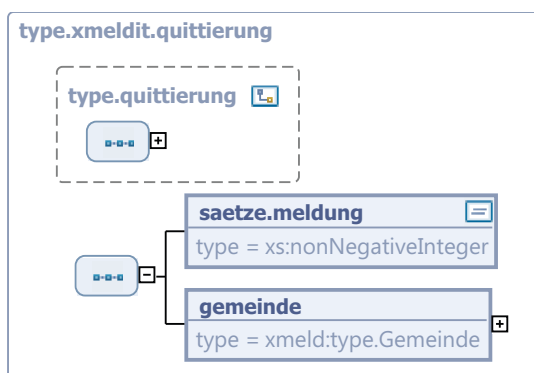 type.xmeldit.quittierung
type.quittierung
saetze.meldung
type = xs:nonNegativeInteger
gemeinde
type = xmeld:type.Gemeinde